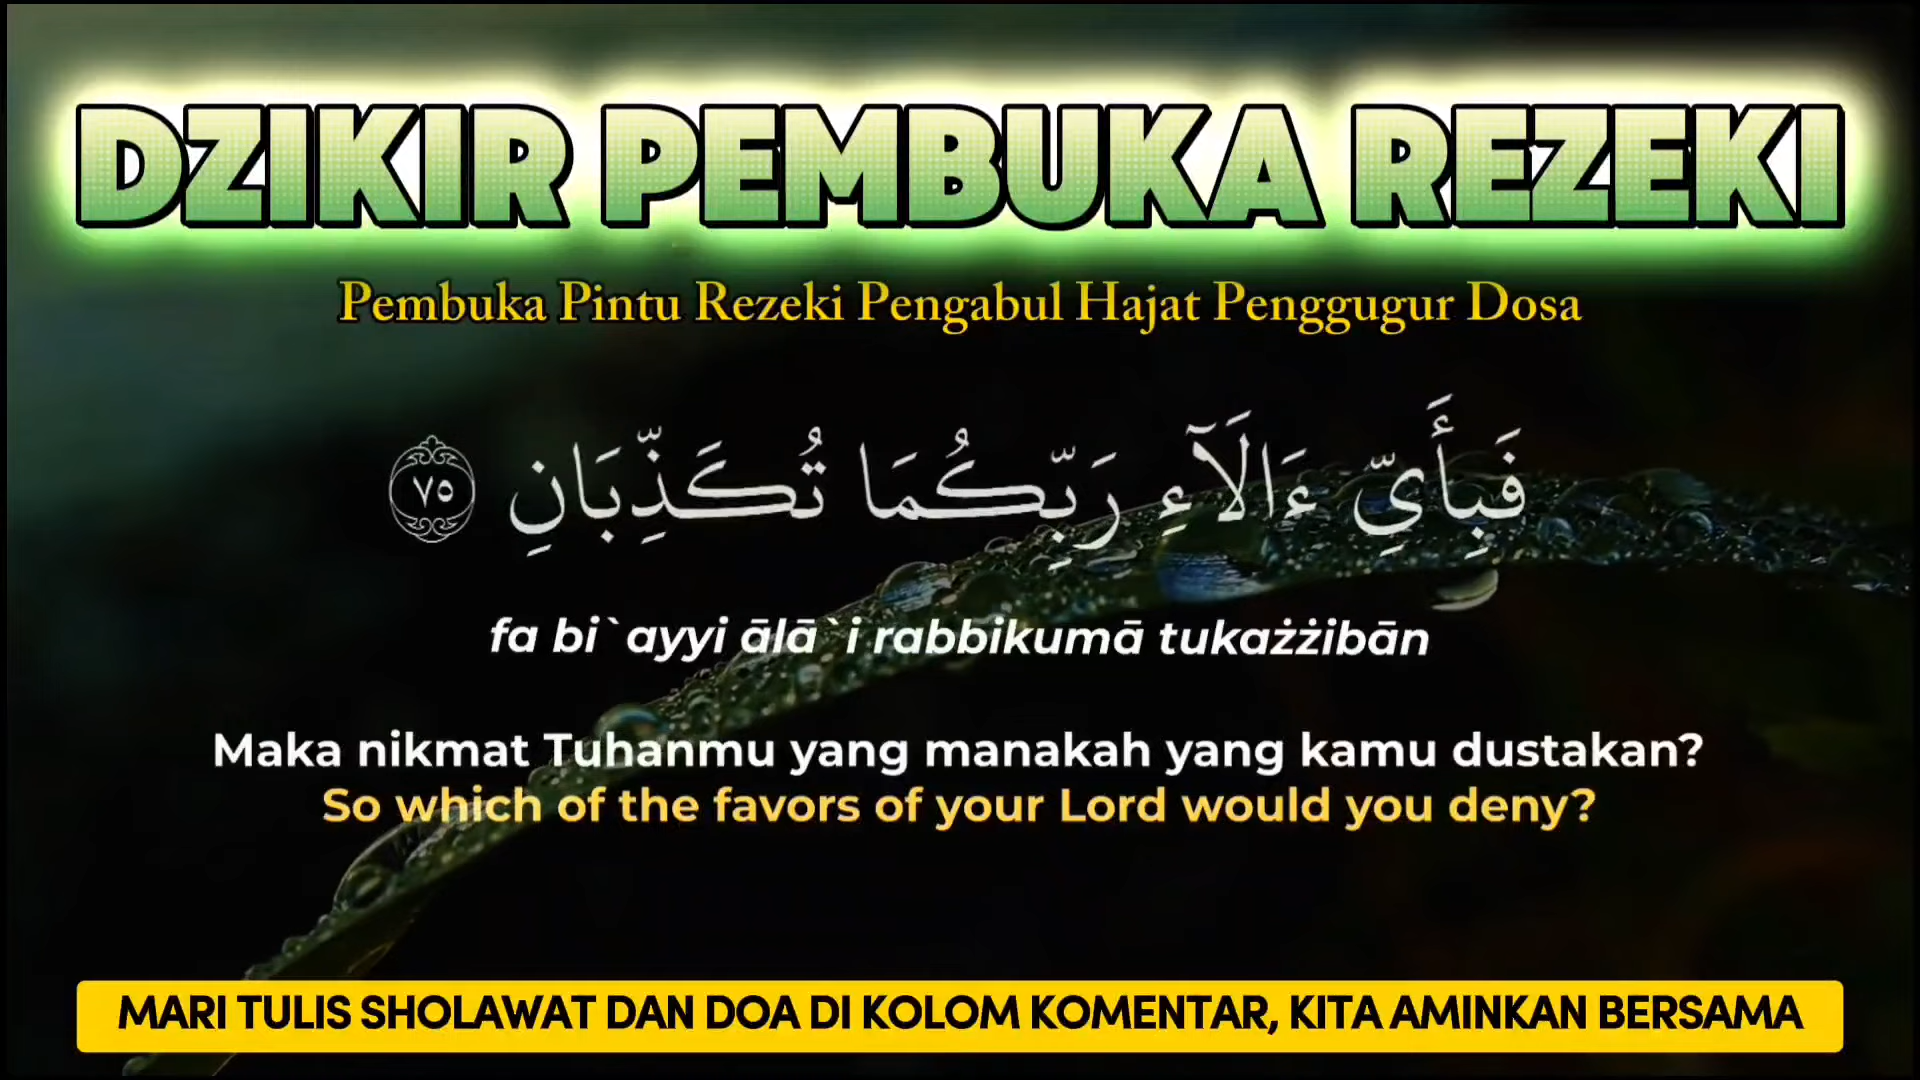 DZIKIR PEMBUKA REZEKI
Pembuka Pintu Rezeki Pengabul Hajat Penggugur Dosa
فَبِأَيِّ ءَالَآءِ رَبِّكُمَا تُكَذِّبَانِ ٧٥
fa bi`ayyi ālā`i rabbikumā tukażżibān
Maka nikmat Tuhanmu yang manakah yang kamu dustakan?
So which of the favors of your Lord would you deny?
MARI TULIS SHOLAWAT DAN DOA DI KOLOM KOMENTAR, KITA AMINKAN BERSAMA